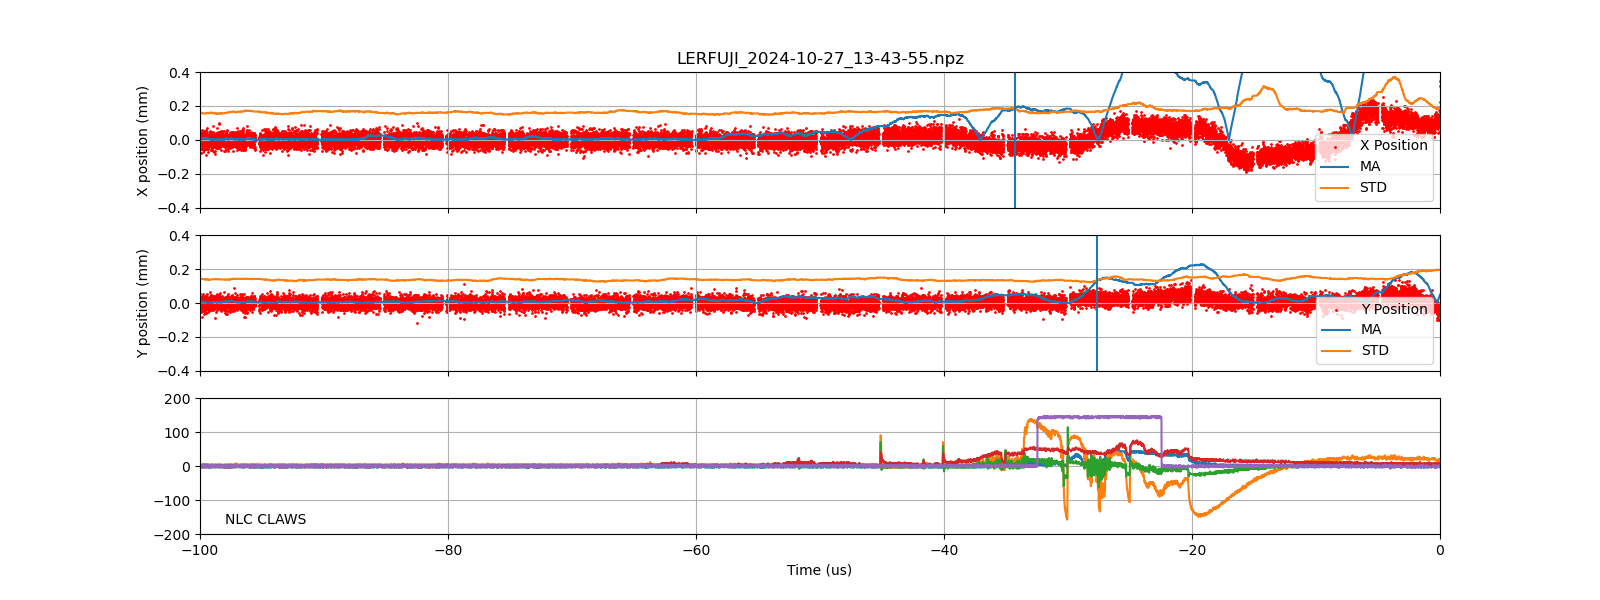 LERFUJI_2024-10-27_13-43-55.npz
X position (mm)
0.4
0.2
0.0
−0.2
−0.4
X Position
MA
STD
Y position (mm)
0.4
0.2
0.0
−0.2
−0.4
Y Position
MA
STD
200
100
0
−100
−200
NLC CLAWS
−100 −80 −60 −40 −20 0
Time (us)